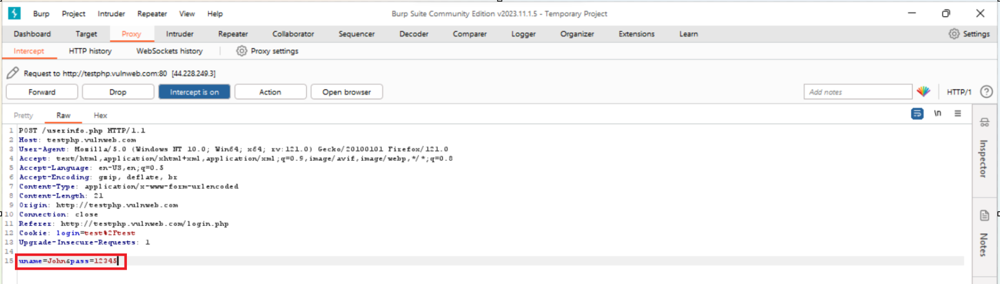 Burp Project Intruder Repeater View Help Burp Suite Community Edition v2023.11.1.5 - Temporary Project
Dashboard Target Proxy Intruder Repeater Collaborator Sequencer Decoder Comparer Logger Organizer Extensions Learn Settings
Intercept HTTP history WebSockets history Proxy settings
Request to http://testphp.vulnweb.com:80 [44.228.249.3]
Forward Drop Intercept is on Action Open browser Add notes HTTP/1
Pretty Raw Hex \n
1 POST /userinfo.php HTTP/1.1
2 Host: testphp.vulnweb.com
3 User-Agent: Mozilla/5.0 (Windows NT 10.0; Win64; x64; rv:121.0) Gecko/20100101 Firefox/121.0
4 Accept: text/html,application/xhtml+xml,application/xml;q=0.9,image/avif,image/webp,*/*;q=0.8
5 Accept-Language: en-US,en;q=0.5
6 Accept-Encoding: gzip, deflate, br
7 Content-Type: application/x-www-form-urlencoded
8 Content-Length: 21
9 Origin: http://testphp.vulnweb.com
10 Connection: close
11 Referer: http://testphp.vulnweb.com/login.php
12 Cookie: login=test%2Ftest
13 Upgrade-Insecure-Requests: 1
14
15 uname=John&pass=12345
Inspector
Notes